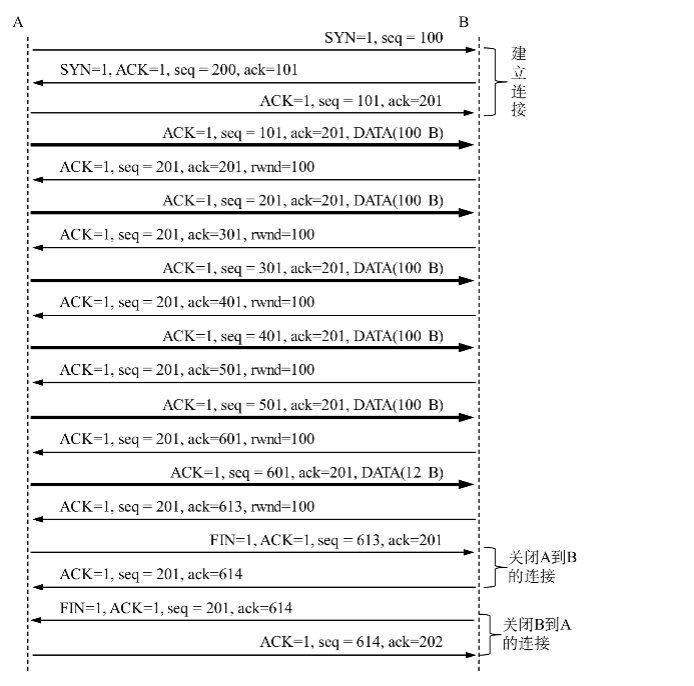 A
B
SYN=1, seq = 100
SYN=1, ACK=1, seq = 200, ack=101
ACK=1, seq = 101, ack=201
建立连接
ACK=1, seq = 101, ack=201, DATA(100 B)
ACK=1, seq = 201, ack=201, rwnd=100
ACK=1, seq = 201, ack=201, DATA(100 B)
ACK=1, seq = 201, ack=301, rwnd=100
ACK=1, seq = 301, ack=201, DATA(100 B)
ACK=1, seq = 201, ack=401, rwnd=100
ACK=1, seq = 401, ack=201, DATA(100 B)
ACK=1, seq = 201, ack=501, rwnd=100
ACK=1, seq = 501, ack=201, DATA(100 B)
ACK=1, seq = 201, ack=601, rwnd=100
ACK=1, seq = 601, ack=201, DATA(12 B)
ACK=1, seq = 201, ack=613, rwnd=100
FIN=1, ACK=1, seq = 613, ack=201
ACK=1, seq = 201, ack=614
关闭A到B
的连接
FIN=1, ACK=1, seq = 201, ack=614
ACK=1, seq = 614, ack=202
关闭B到A
的连接